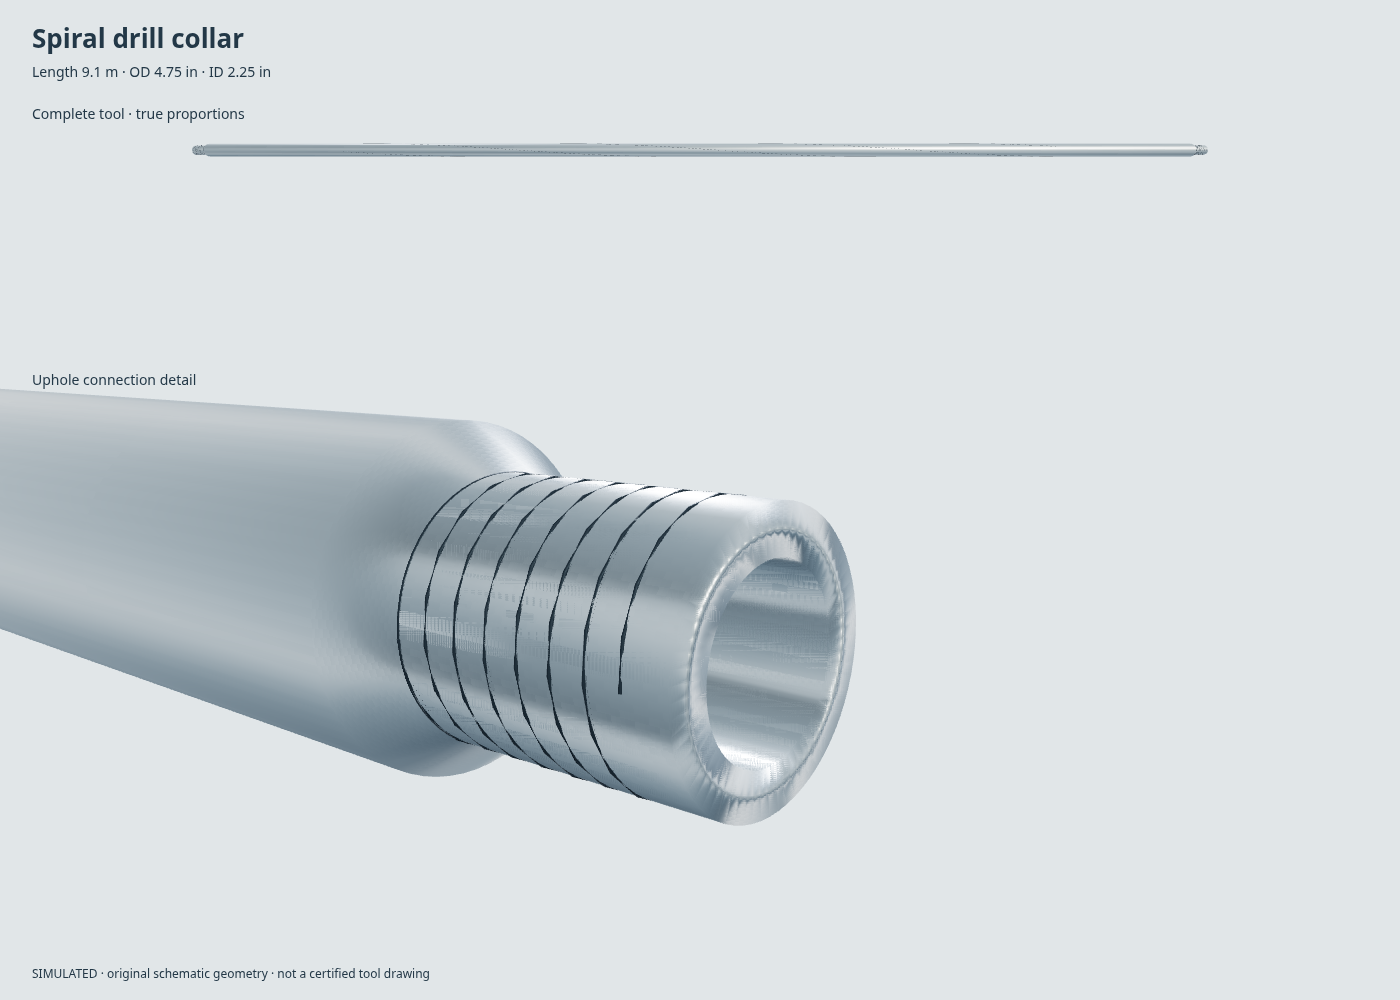 Spiral drill collar
Length 9.1 m · OD 4.75 in · ID 2.25 in
Complete tool · true proportions
Uphole connection detail
SIMULATED · original schematic geometry · not a certified tool drawing